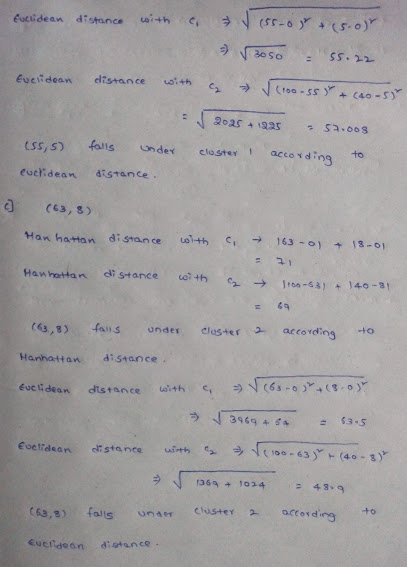 Euclidean distance with C₁ ⇒ √(55-0)² + (5-0)²
⇒ √3050 = 55.22
Euclidean distance with C₂ ⇒ √(100-55)² + (40-5)²
= √2025 + 1225 = 57.008
(55,5) falls under cluster 1 according to
euclidean distance.
c] (63,8)
Manhattan distance with C₁ → |63-0| + |8-0|
= 71
Manhattan distance with C₂ → |100-63| + |40-8|
= 69
(63,8) falls under cluster 2 according to
Manhattan distance.
Euclidean distance with C₁ ⇒ √(63-0)² + (8-0)²
⇒ √3969 + 64 = 63.5
Euclidean distance with C₂ ⇒ √(100-63)² + (40-8)²
⇒ √1369 + 1024 = 48.9
(63,8) falls under cluster 2 according to
Euclidean distance.